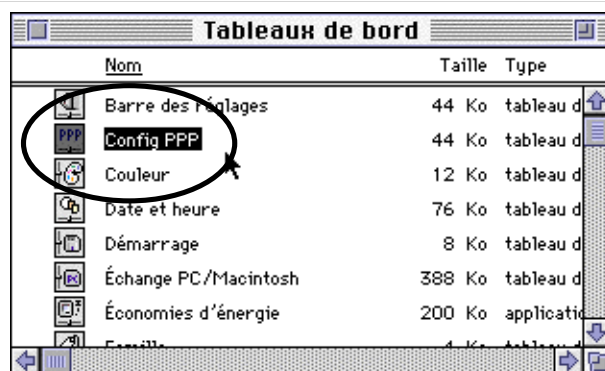 Tableaux de bord
Nom Taille Type
Barre des réglages 44 Ko tableau d
PPP Config PPP 44 Ko tableau d
Couleur 12 Ko tableau d
Date et heure 76 Ko tableau d
Démarrage 8 Ko tableau d
Échange PC/Macintosh 388 Ko tableau d
Économies d'énergie 200 Ko applicatio